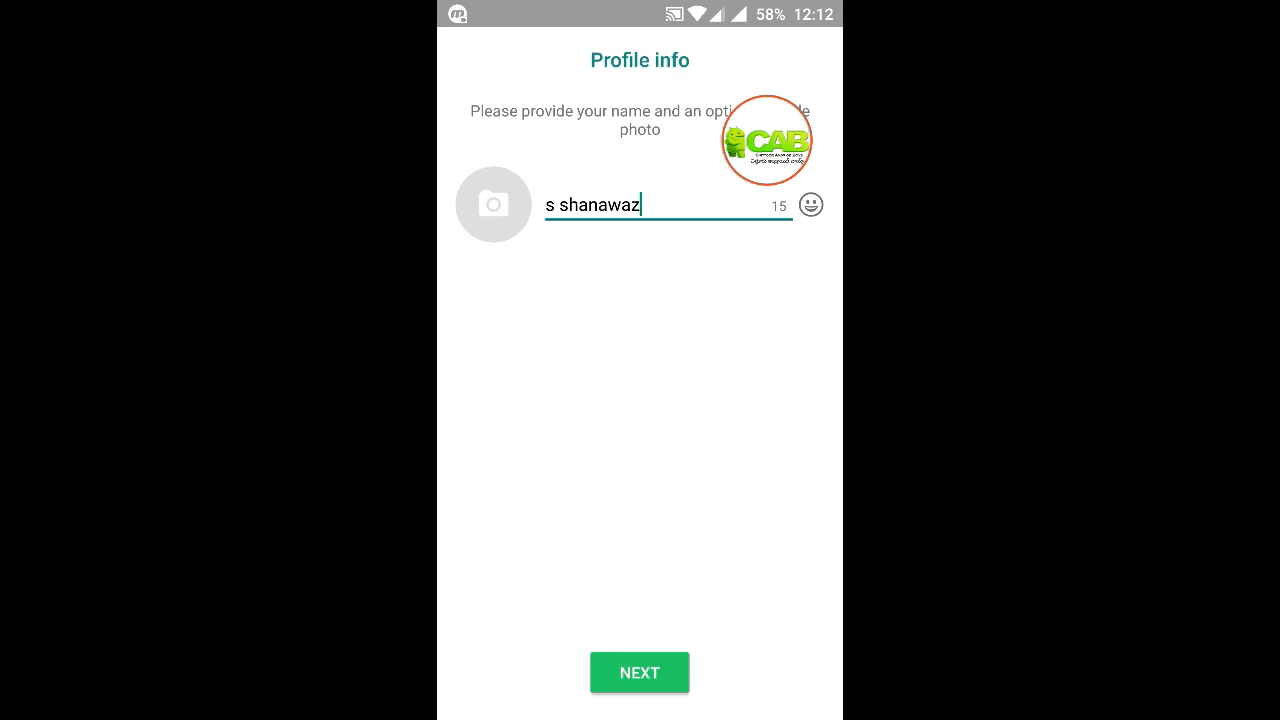 58% 12:12
Profile info
Please provide your name and an opti
photo
CAB
s shanawaz
15
NEXT